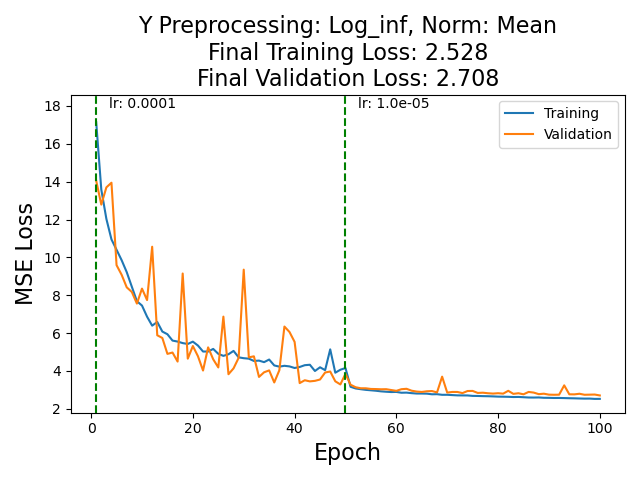 Y Preprocessing: Log_inf, Norm: Mean
Final Training Loss: 2.528
Final Validation Loss: 2.708
lr: 0.0001
lr: 1.0e-05
Training
Validation
18
16
14
12
10
8
6
4
2
MSE Loss
0
20
40
60
80
100
Epoch